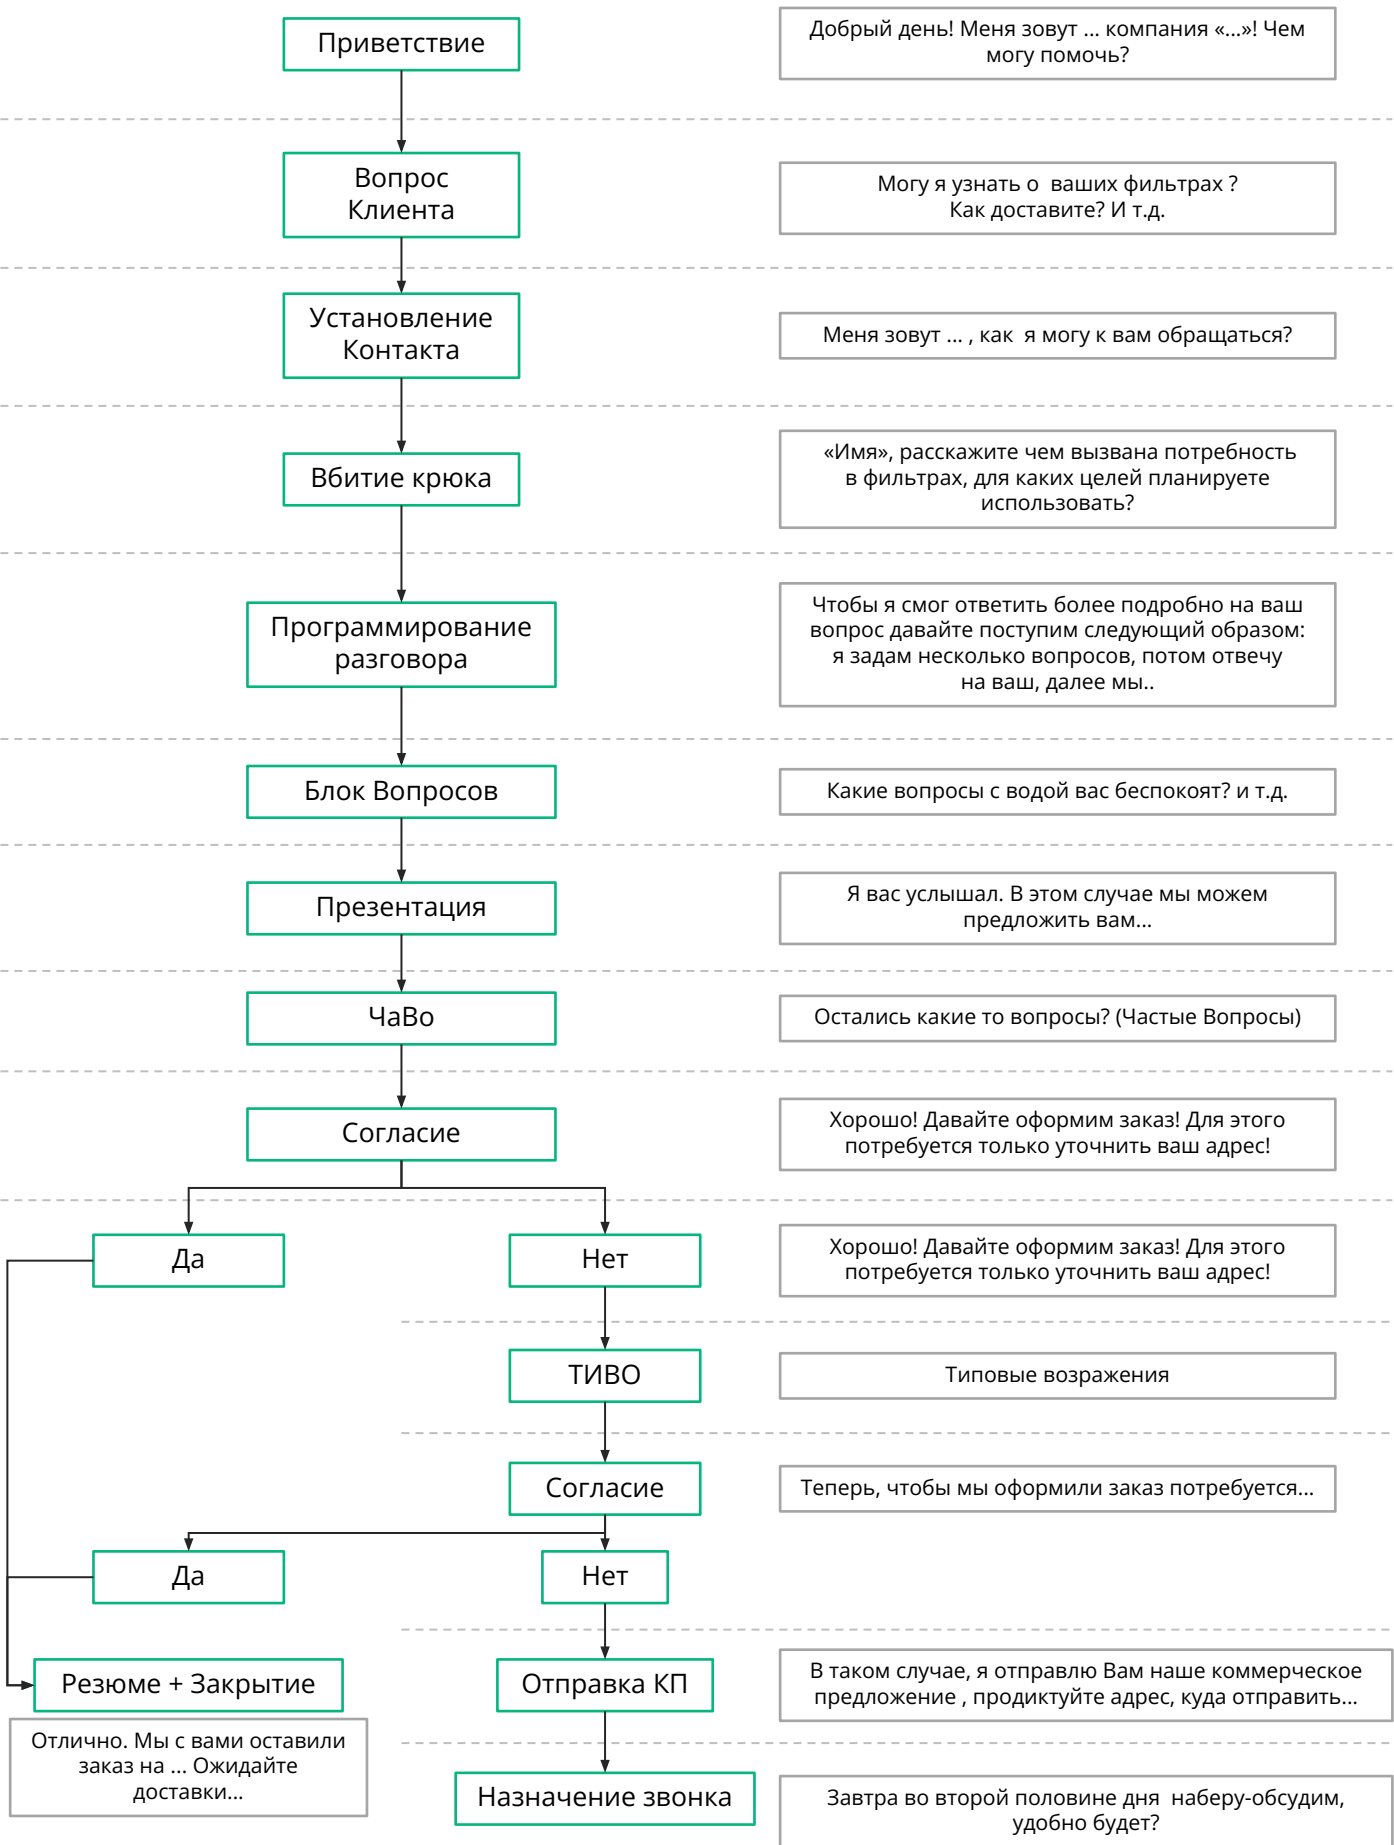 Приветствие
Добрый день! Меня зовут ... компания «...»! Чем
могу помочь?
Вопрос
Клиента
Могу я узнать о  ваших фильтрах ?
Как доставите? И т.д.
Установление
Контакта
Меня зовут ... , как  я могу к вам обращаться?
Вбитие крюка
«Имя», расскажите чем вызвана потребность
в фильтрах, для каких целей планируете
использовать?
Программирование
разговора
Чтобы я смог ответить более подробно на ваш
вопрос давайте поступим следующий образом:
я задам несколько вопросов, потом отвечу
на ваш, далее мы..
Блок Вопросов
Какие вопросы с водой вас беспокоят? и т.д.
Презентация
Я вас услышал. В этом случае мы можем
предложить вам...
ЧаВо
Остались какие то вопросы? (Частые Вопросы)
Согласие
Хорошо! Давайте оформим заказ! Для этого
потребуется только уточнить ваш адрес!
Да
Нет
Хорошо! Давайте оформим заказ! Для этого
потребуется только уточнить ваш адрес!
ТИВО
Типовые возражения
Согласие
Теперь, чтобы мы оформили заказ потребуется...
Да
Нет
Резюме + Закрытие
Отлично. Мы с вами оставили
заказ на ... Ожидайте
доставки...
Отправка КП
В таком случае, я отправлю Вам наше коммерческое
предложение , продиктуйте адрес, куда отправить...
Назначение звонка
Завтра во второй половине дня  наберу-обсудим,
удобно будет?